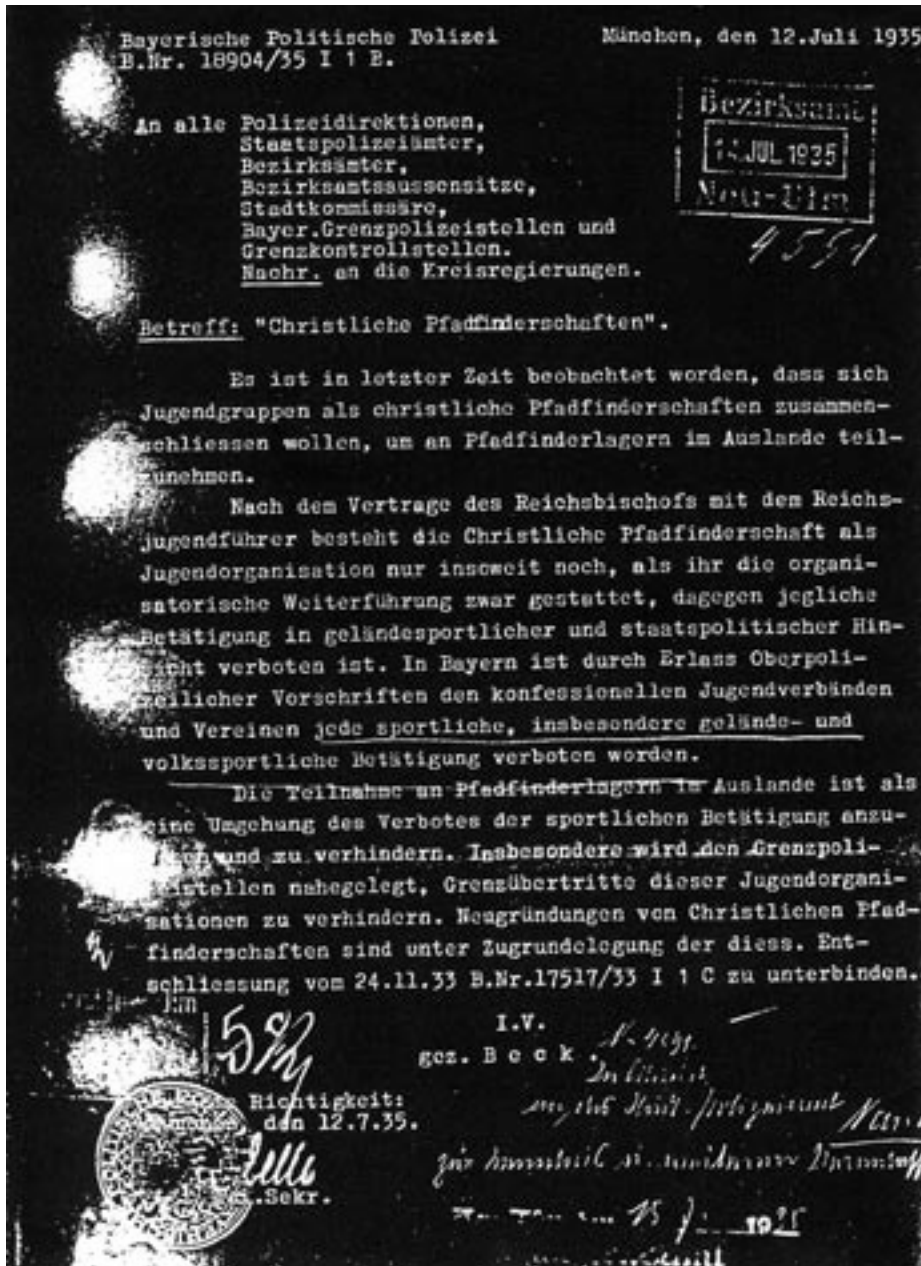 Bayerische Politische Polizei München, den 12.Juli 1935
B.Nr. 18904/35 I 1 B.
Bezirksamt
14.JUL 1935
Neu-Ulm
4551
An alle Polizeidirektionen,
Staatspolizeiämter,
Bezirksämter,
Bezirksamtsaussensitze,
Stadtkommissäre,
Bayer.Grenzpolizeistellen und
Grenzkontrollstellen.
Nachr. an die Kreisregierungen.
Betreff: "Christliche Pfadfinderschaften".
Es ist in letzter Zeit beobachtet worden, dass sich
Jugendgruppen als christliche Pfadfinderschaften zusammen-
schliessen wollen, um an Pfadfinderlagern im Auslande teil-
zunehmen.
Nach dem Vertrage des Reichsbischofs mit dem Reichs-
jugendführer besteht die Christliche Pfadfinderschaft als
Jugendorganisation nur insoweit noch, als ihr die organi-
satorische Weiterführung zwar gestattet, dagegen jegliche
Betätigung in geländesportlicher und staatspolitischer Hin-
sicht verboten ist. In Bayern ist durch Erlass Oberpoli-
zeilicher Vorschriften den konfessionellen Jugendverbänden
und Vereinen jede sportliche, insbesondere gelände- und
volkssportliche Betätigung verboten worden.
Die Teilnahme an Pfadfinderlagern im Auslande ist als
eine Umgehung des Verbotes der sportlichen Betätigung anzu-
und zu verhindern. Insbesondere wird den Grenzpoli-
nahegelegt, Grenzübertritte dieser Jugendorgani-
sationen zu verhindern. Neugründungen von Christlichen Pfad-
finderschaften sind unter Zugrundelegung der diess. Ent-
schliessung vom 24.11.33 B.Nr.17517/33 I 1 C zu unterbinden.
I.V.
gez. B e c k .
Richtigkeit:
den 12.7.35.
.Sekr.